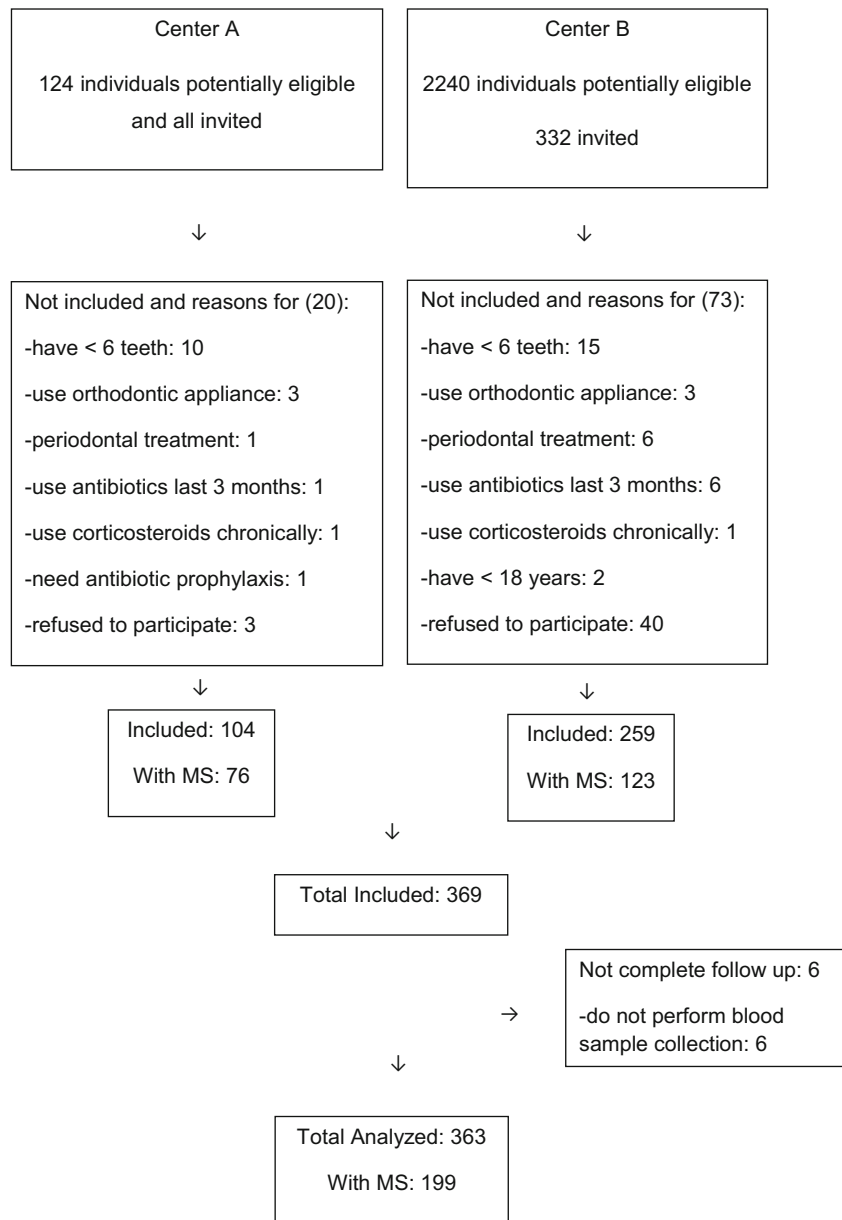 Center A
124 individuals potentially eligible
and all invited
Center B
2240 individuals potentially eligible
332 invited
↓
↓
Not included and reasons for (20):
-have < 6 teeth: 10
-use orthodontic appliance: 3
-periodontal treatment: 1
-use antibiotics last 3 months: 1
-use corticosteroids chronically: 1
-need antibiotic prophylaxis: 1
-refused to participate: 3
Not included and reasons for (73):
-have < 6 teeth: 15
-use orthodontic appliance: 3
-periodontal treatment: 6
-use antibiotics last 3 months: 6
-use corticosteroids chronically: 1
-have < 18 years: 2
-refused to participate: 40
↓
↓
Included: 104
With MS: 76
Included: 259
With MS: 123
↓
Total Included: 369
→
Not complete follow up: 6
-do not perform blood
sample collection: 6
↓
Total Analyzed: 363
With MS: 199